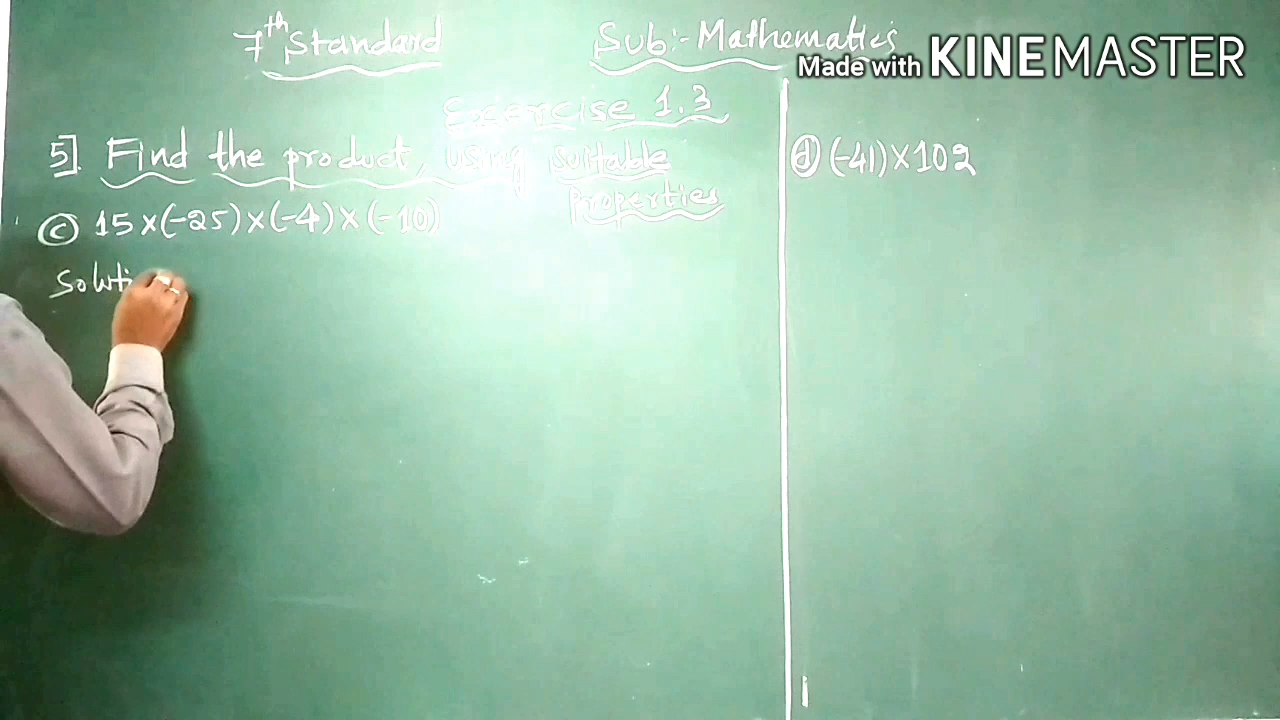 7th Standard
Sub:- Mathematics
Made with KINEMASTER
Exercise 1.3
5]. Find the product, using suitable
properties
ⓒ 15×(-25)×(-4)×(-10)
Soluti
ⓓ (-41)×102